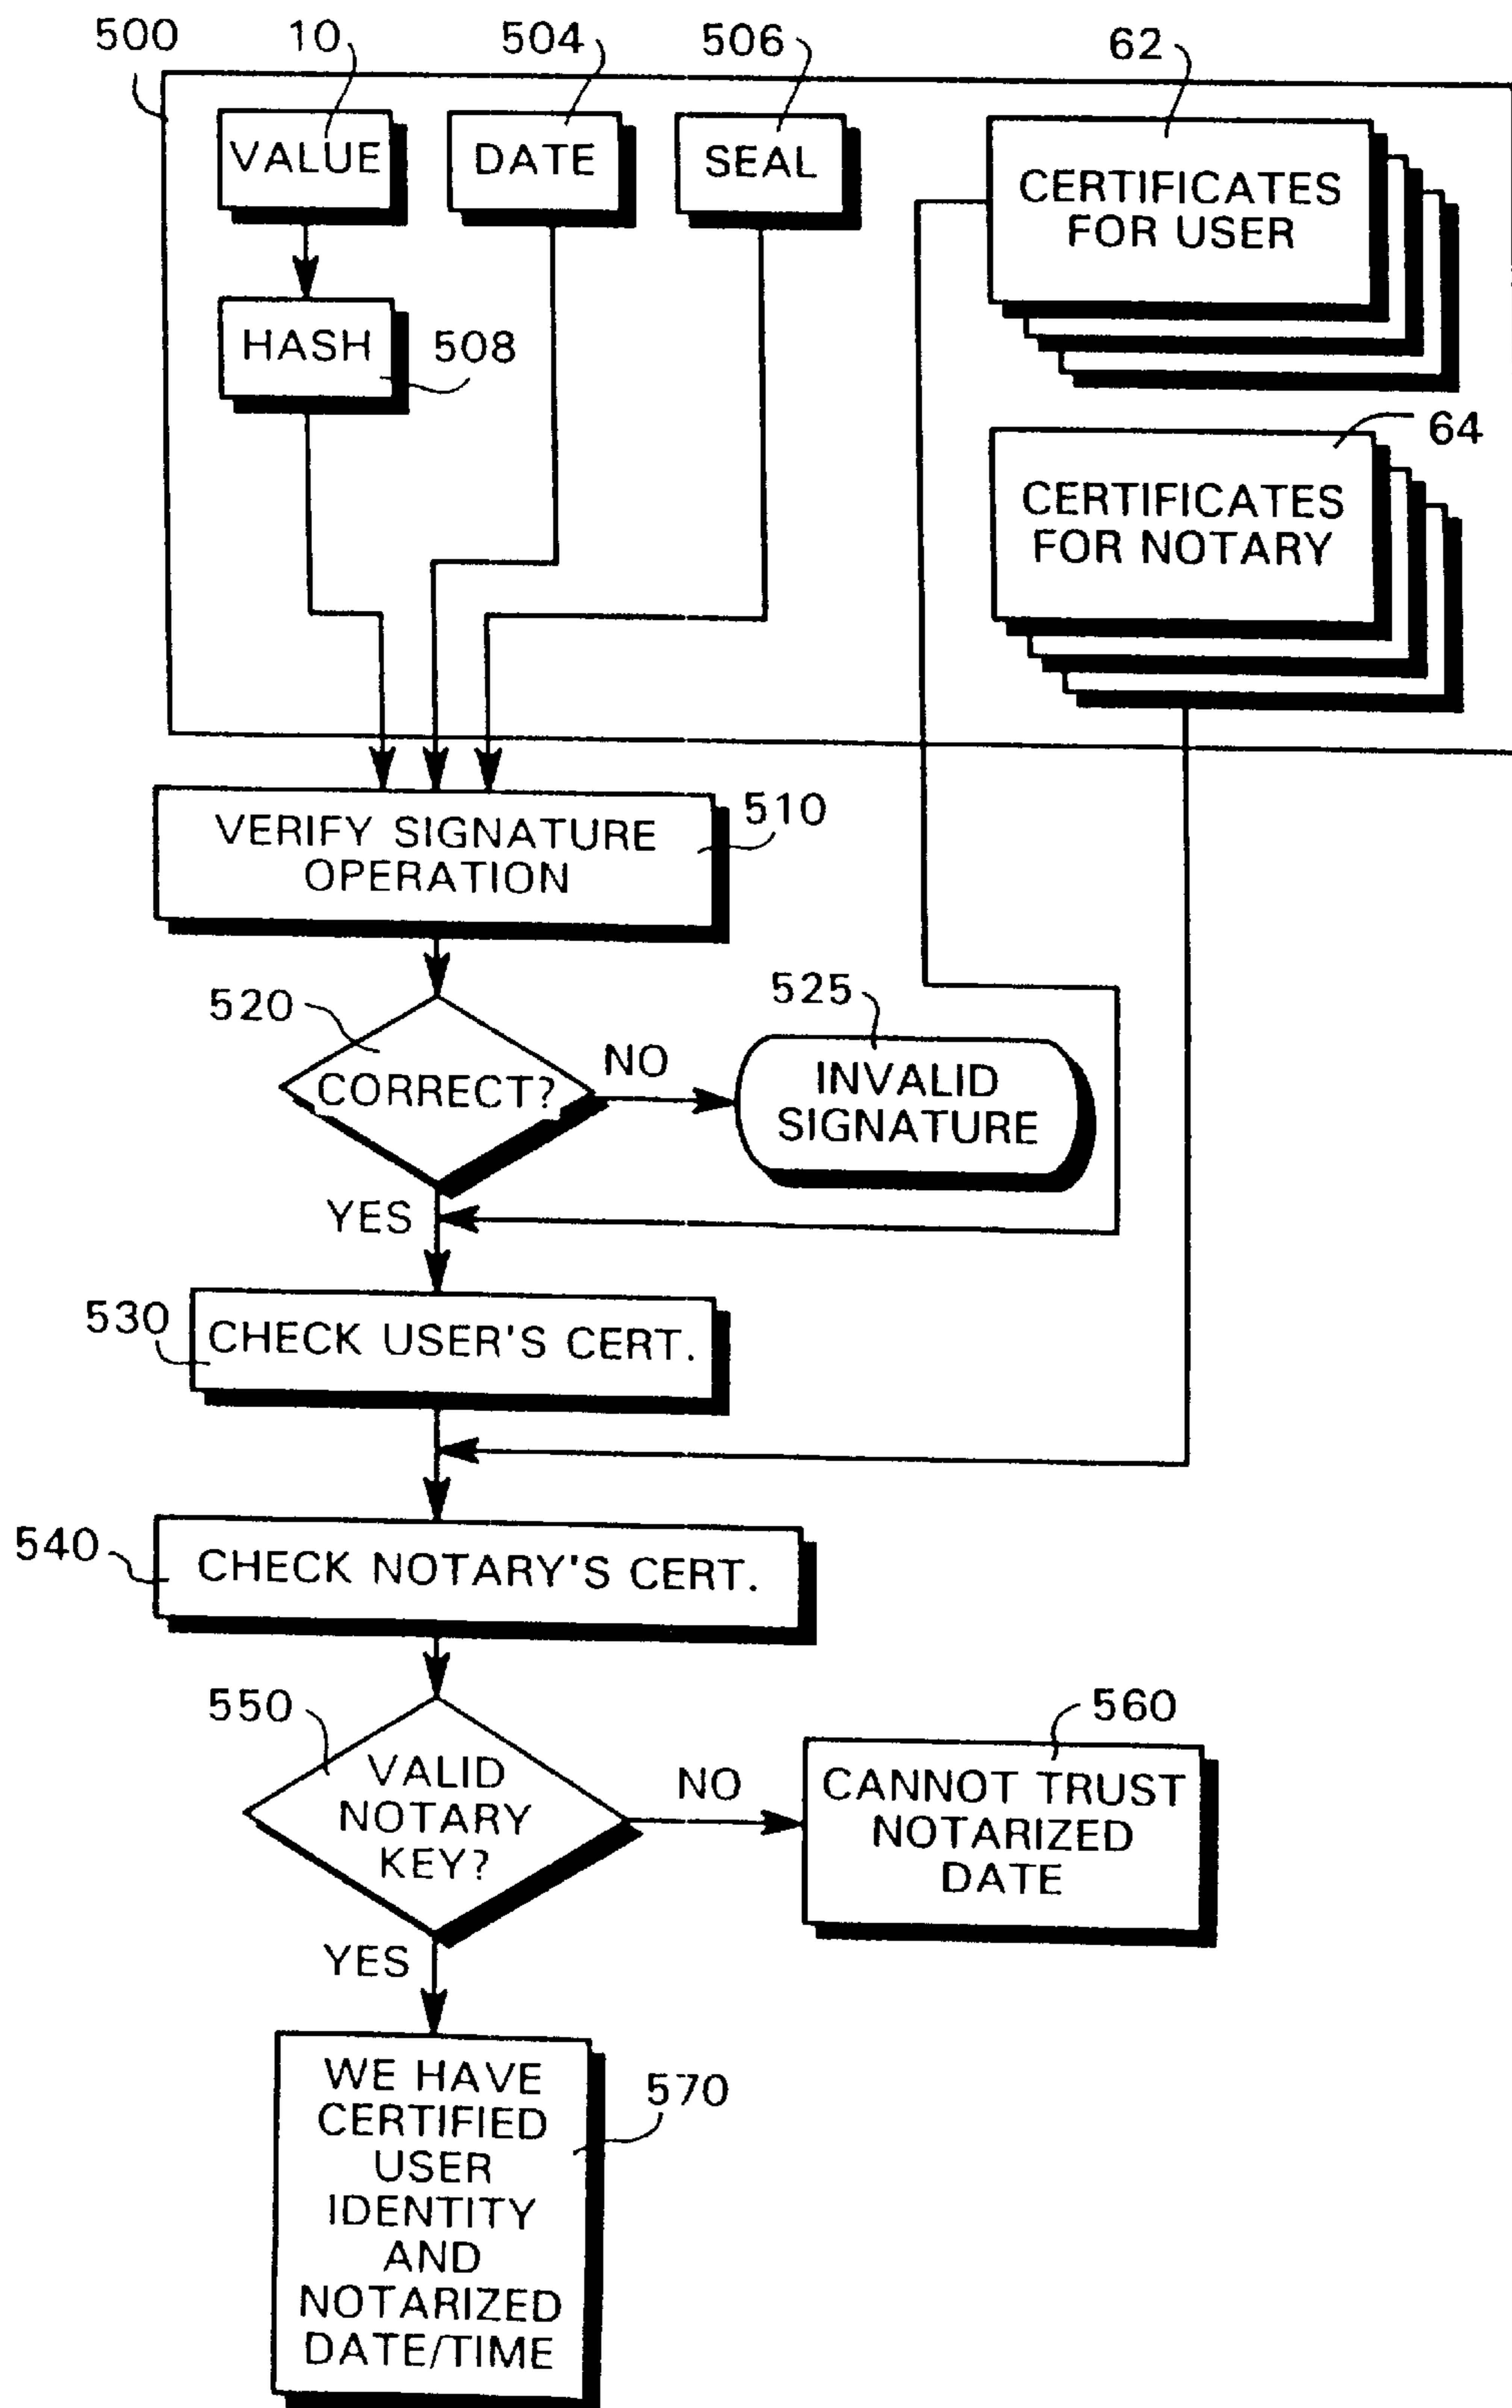 500
10
504
506
62
VALUE
DATE
SEAL
CERTIFICATES
FOR USER
HASH
508
64
CERTIFICATES
FOR NOTARY
VERIFY SIGNATURE
OPERATION
510
520
CORRECT?
NO
525
INVALID
SIGNATURE
YES
530
CHECK USER'S CERT.
540
CHECK NOTARY'S CERT.
550
VALID
NOTARY
KEY?
NO
560
CANNOT TRUST
NOTARIZED
DATE
YES
WE HAVE
CERTIFIED
USER
IDENTITY
AND
NOTARIZED
DATE/TIME
570